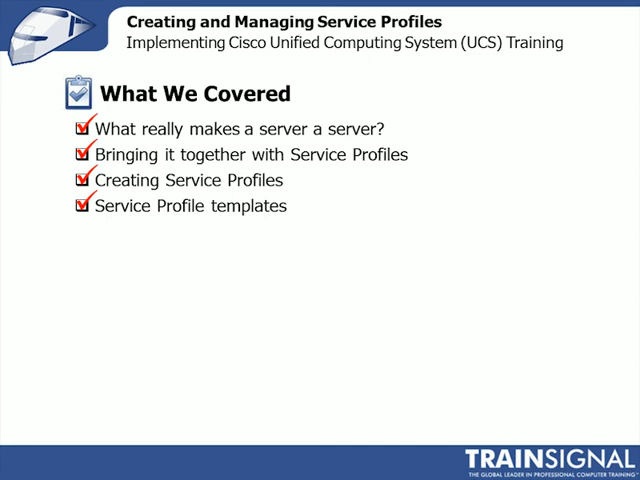 Creating and Managing Service Profiles
Implementing Cisco Unified Computing System (UCS) Training
What We Covered
What really makes a server a server?
Bringing it together with Service Profiles
Creating Service Profiles
Service Profile templates
TRAINSIGNAL
THE GLOBAL LEADER IN PROFESSIONAL COMPUTER TRAINING